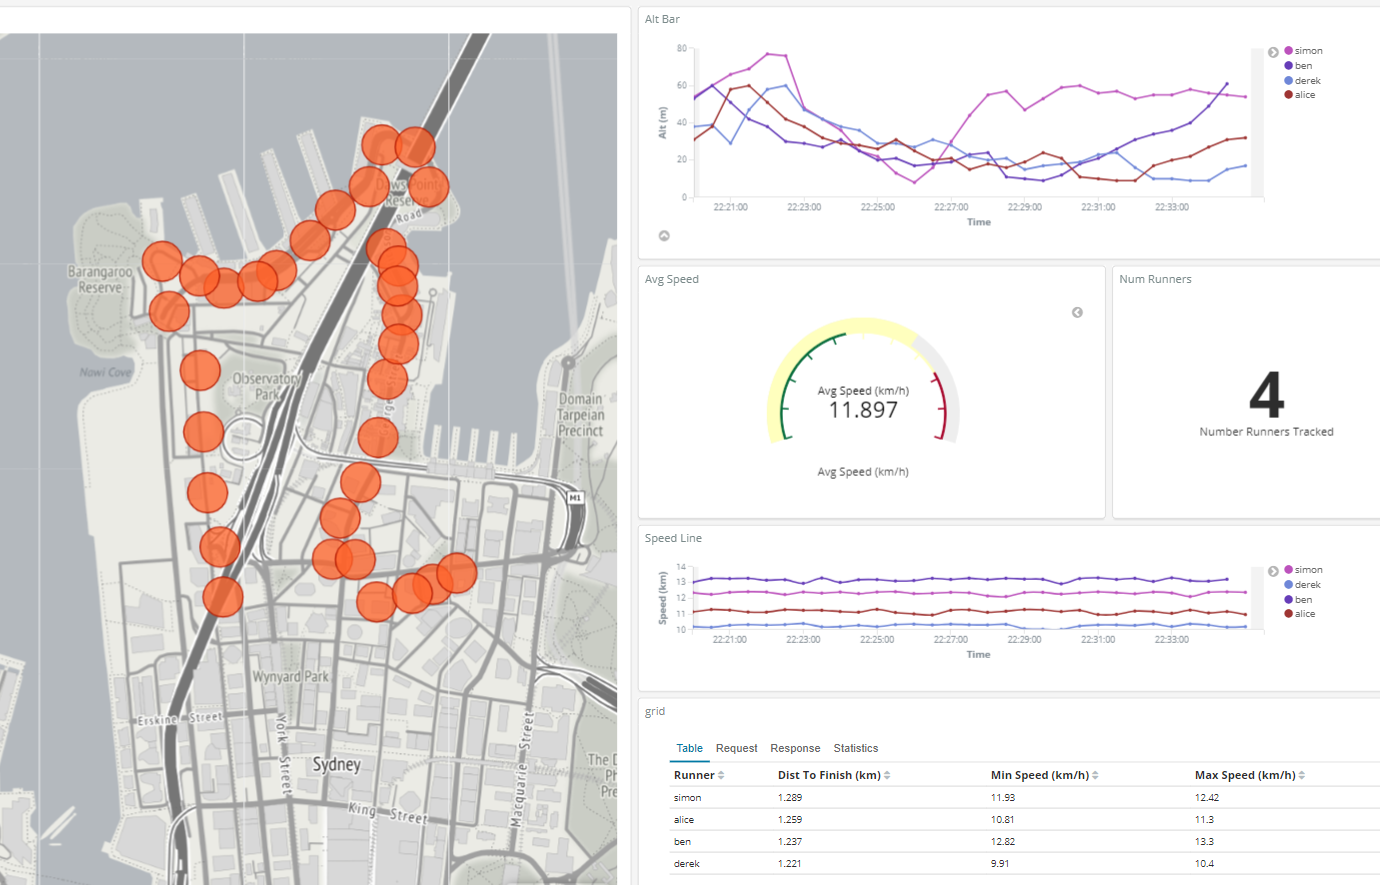 Dawes Point
Reserve
Road
Barangaroo
Reserve
Nawi Cove
Observatory
Park
Domain
Tarpeian
Precinct
M1
Wynyard Park
Erskine Street
York Street
Sydney
King Street
Macquarie Street
The D
Ph
Pre
Alt Bar
80
60
40
20
0
Alt (m)
22:21:00 22:23:00 22:25:00 22:27:00 22:29:00 22:31:00 22:33:00
Time
simon
ben
derek
alice
Avg Speed
Avg Speed (km/h)
11.897
Avg Speed (km/h)
Num Runners
4
Number Runners Tracked
Speed Line
14
13
12
11
10
Speed (km)
22:21:00 22:23:00 22:25:00 22:27:00 22:29:00 22:31:00 22:33:00
Time
simon
derek
ben
alice
grid
Table Request Response Statistics
Runner Dist To Finish (km) Min Speed (km/h) Max Speed (km/h)
simon 1.289 11.93 12.42
alice 1.259 10.81 11.3
ben 1.237 12.82 13.3
derek 1.221 9.91 10.4